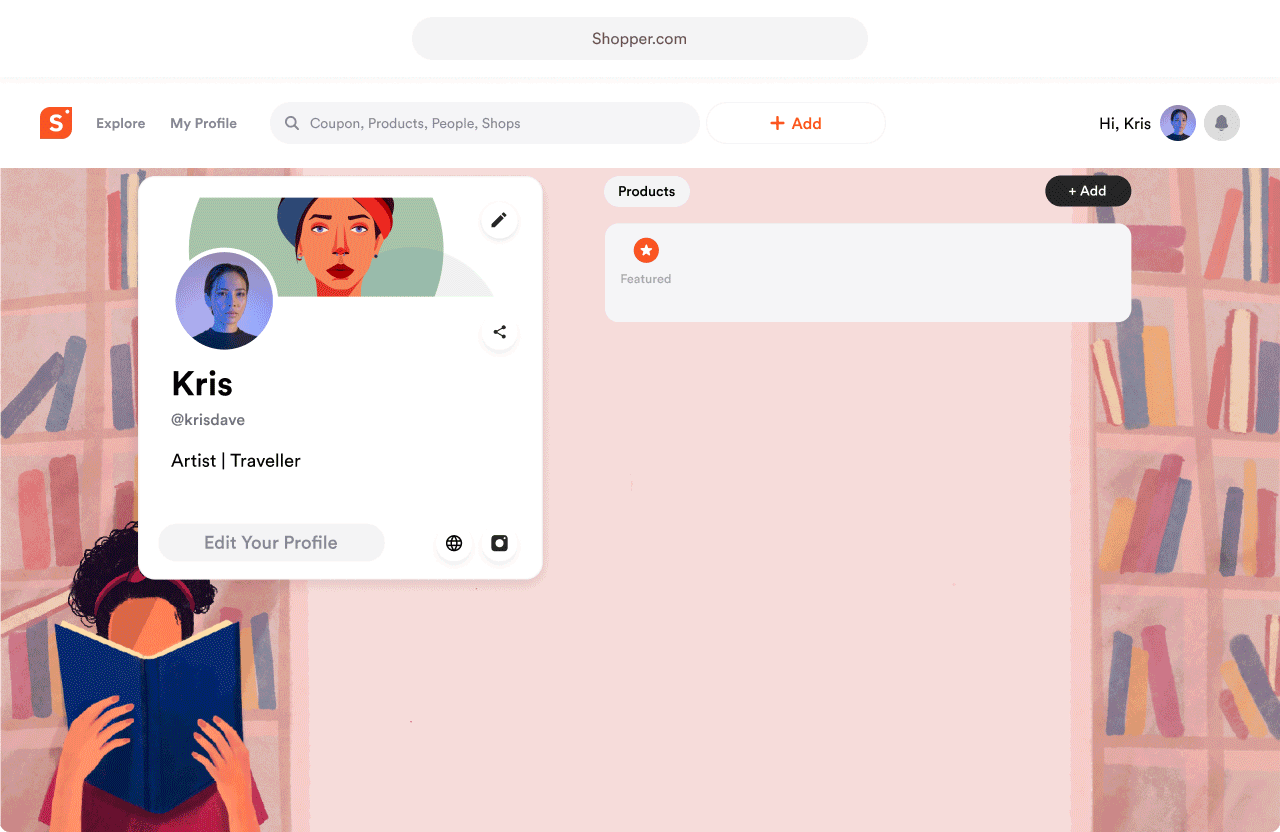 Shopper.com
S
Explore
My Profile
Coupon, Products, People, Shops
+ Add
Hi, Kris
Products
+ Add
Featured
Kris
@krisdave
Artist | Traveller
Edit Your Profile